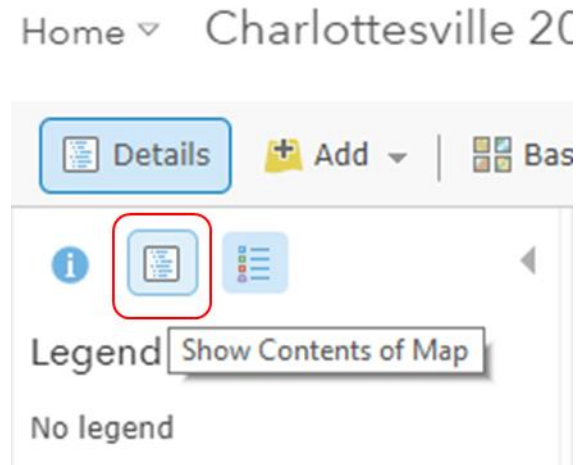 Home Charlottesville 20
Details Add Bas
i
Legend Show Contents of Map
No legend